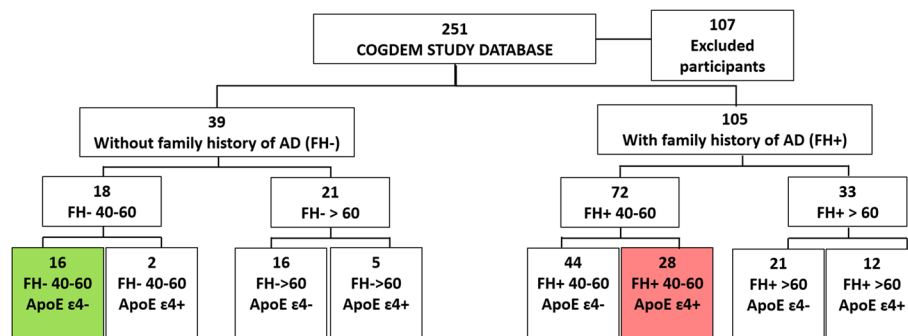 251
COGDEM STUDY DATABASE
107
Excluded
participants
39
Without family history of AD (FH-)
105
With family history of AD (FH+)
18
FH- 40-60
21
FH- > 60
72
FH+ 40-60
33
FH+ > 60
16
FH- 40-60
ApoE ε4-
2
FH- 40-60
ApoE ε4+
16
FH->60
ApoE ε4-
5
FH->60
ApoE ε4+
44
FH+ 40-60
ApoE ε4-
28
FH+ 40-60
ApoE ε4+
21
FH+ >60
ApoE ε4-
12
FH+ >60
ApoE ε4+